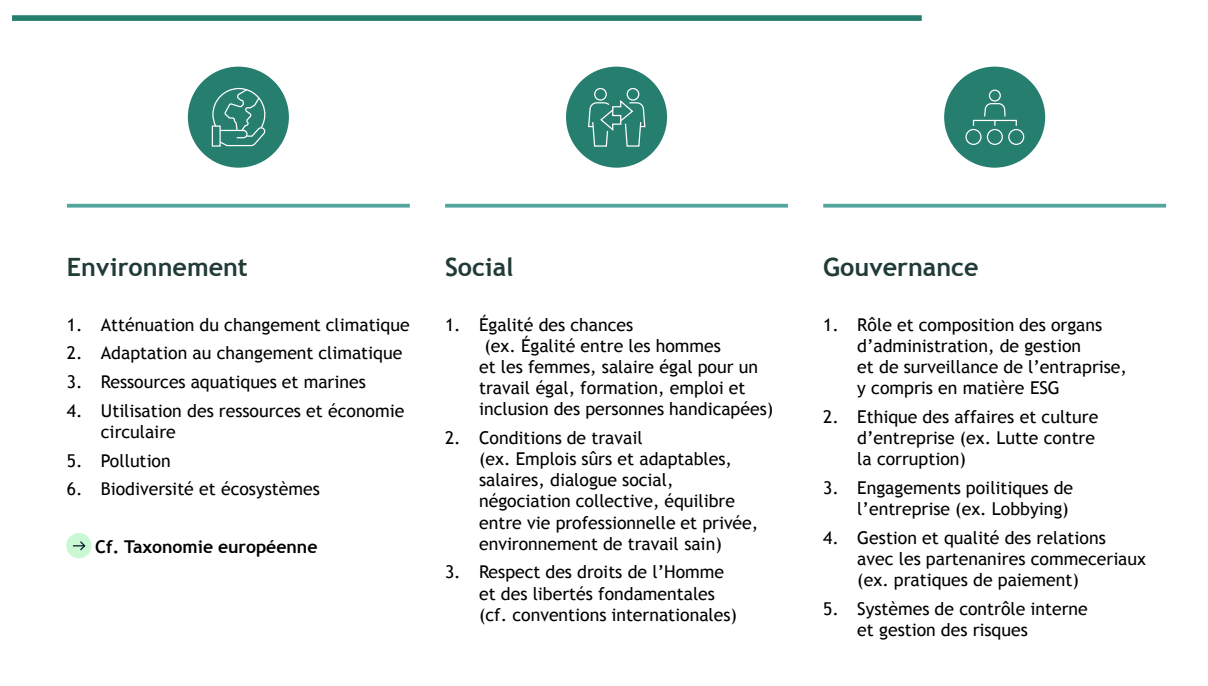 Environnement
1. Atténuation du changement climatique
2. Adaptation au changement climatique
3. Ressources aquatiques et marines
4. Utilisation des ressources et économie
circulaire
5. Pollution
6. Biodiversité et écosystèmes
→ Cf. Taxonomie européenne
Social
1. Égalité des chances
(ex. Égalité entre les hommes
et les femmes, salaire égal pour un
travail égal, formation, emploi et
inclusion des personnes handicapées)
2. Conditions de travail
(ex. Emplois sûrs et adaptables,
salaires, dialogue social,
négociation collective, équilibre
entre vie professionnelle et privée,
environnement de travail sain)
3. Respect des droits de l’Homme
et des libertés fondamentales
(cf. conventions internationales)
Gouvernance
1. Rôle et composition des organs
d’administration, de gestion
et de surveillance de l’entraprise,
y compris en matière ESG
2. Ethique des affaires et culture
d’entreprise (ex. Lutte contre
la corruption)
3. Engagements poilitiques de
l’entreprise (ex. Lobbying)
4. Gestion et qualité des relations
avec les partenanires commeceriaux
(ex. pratiques de paiement)
5. Systèmes de contrôle interne
et gestion des risques